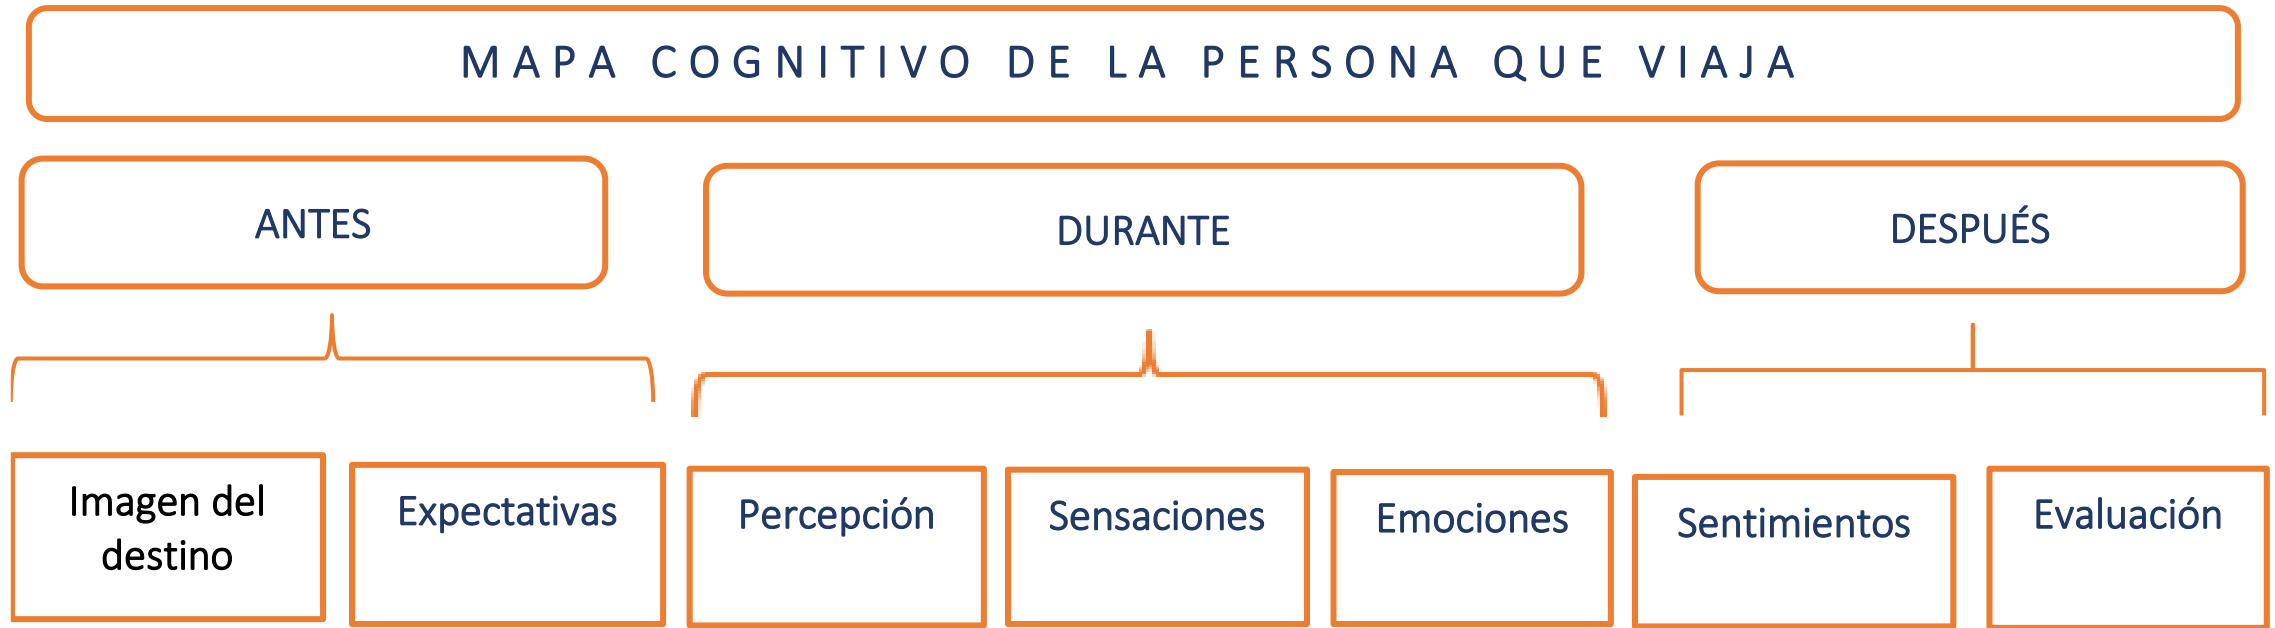 MAPA COGNITIVO DE LA PERSONA QUE VIAJA
ANTES
DURANTE
DESPUÉS
Imagen del
destino
Expectativas
Percepción
Sensaciones
Emociones
Sentimientos
Evaluación